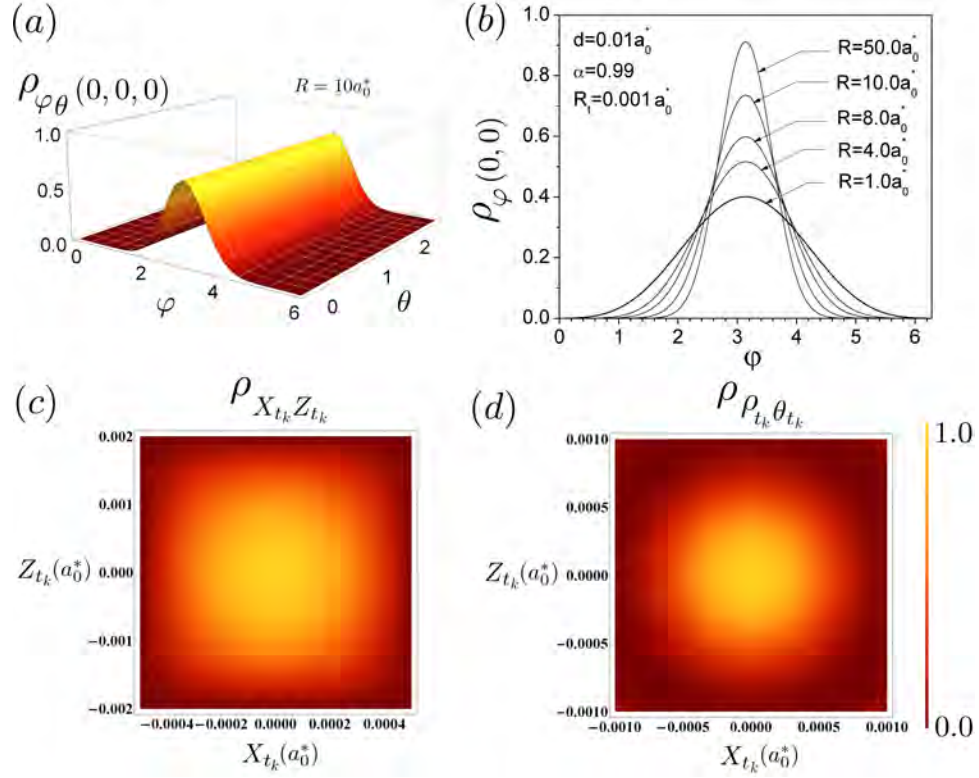 (a)
ρ_{φθ}(0,0,0)
R = 10a_0^*
1.0
0.5
0.0
0
2
4
6
φ
0
1
2
θ
(b)
1.0
0.8
0.6
0.4
0.2
0.0
ρ_φ(0,0)
d=0.01a_0^*
α=0.99
R_t=0.001 a_0^*
R=50.0a_0^*
R=10.0a_0^*
R=8.0a_0^*
R=4.0a_0^*
R=1.0a_0^*
0 1 2 3 4 5 6
φ
(c)
ρ_{X_{t_k} Z_{t_k}}
0.002
0.001
0.000
−0.001
−0.002
Z_{t_k}(a_0^*)
−0.0004 −0.0002 0.0000 0.0002 0.0004
X_{t_k}(a_0^*)
(d)
ρ_{ρ_{t_k} θ_{t_k}}
0.0010
0.0005
0.0000
−0.0005
−0.0010
Z_{t_k}(a_0^*)
−0.0010 −0.0005 0.0000 0.0005 0.0010
X_{t_k}(a_0^*)
1.0
0.0